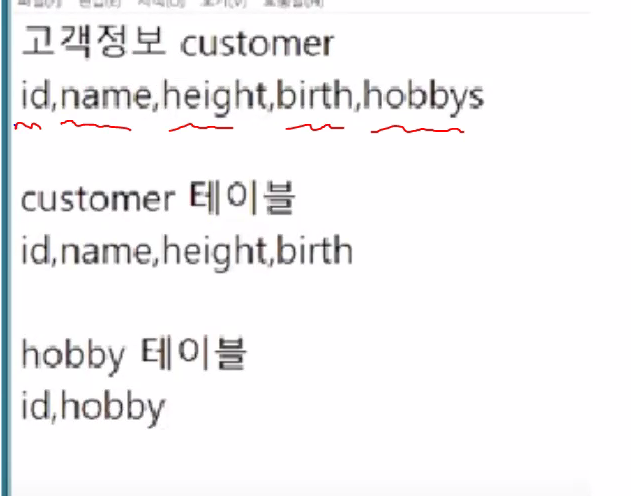 고객정보 customer
id,name,height,birth,hobbys
customer 테이블
id,name,height,birth
hobby 테이블
id,hobby